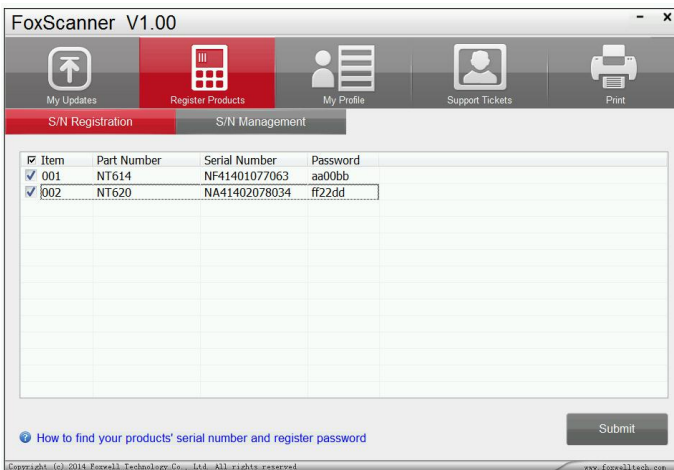 FoxScanner V1.00
My Updates Register Products My Profile Support Tickets Print
S/N Registration S/N Management
Item Part Number Serial Number Password
001 NT614 NF41401077063 aa00bb
002 NT620 NA41402078034 ff22dd
Submit
How to find your products' serial number and register password
Copyright (c) 2014 Foxwell Technology Co., Ltd. All rights reserved www.foxwelltech.com